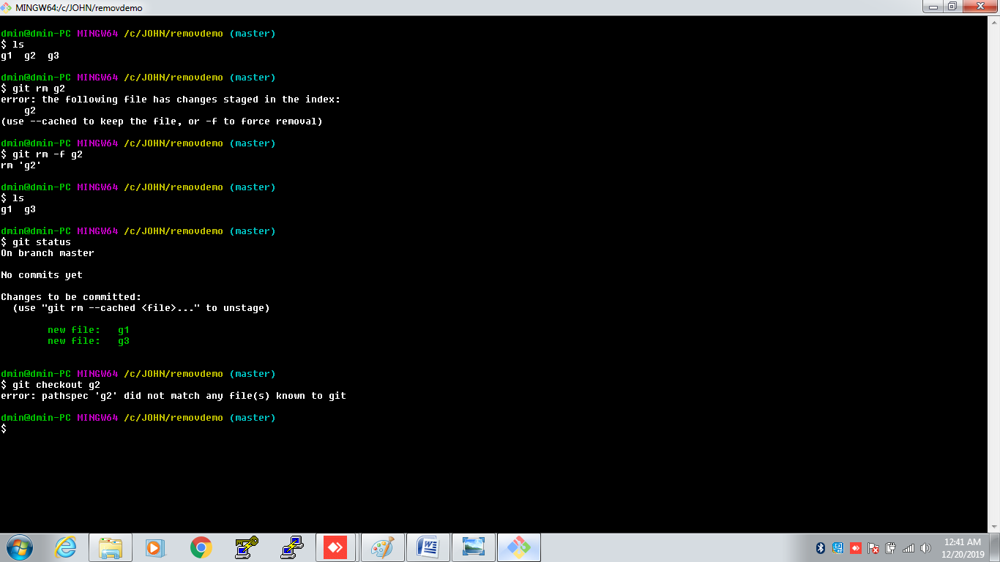 MINGW64:/c/JOHN/removdemo
dmin@dmin-PC MINGW64 /c/JOHN/removdemo (master)
$ ls
g1  g2  g3
dmin@dmin-PC MINGW64 /c/JOHN/removdemo (master)
$ git rm g2
error: the following file has changes staged in the index:
    g2
(use --cached to keep the file, or -f to force removal)
dmin@dmin-PC MINGW64 /c/JOHN/removdemo (master)
$ git rm -f g2
rm 'g2'
dmin@dmin-PC MINGW64 /c/JOHN/removdemo (master)
$ ls
g1  g3
dmin@dmin-PC MINGW64 /c/JOHN/removdemo (master)
$ git status
On branch master
No commits yet
Changes to be committed:
  (use "git rm --cached <file>..." to unstage)
        new file:   g1
        new file:   g3
dmin@dmin-PC MINGW64 /c/JOHN/removdemo (master)
$ git checkout g2
error: pathspec 'g2' did not match any file(s) known to git
dmin@dmin-PC MINGW64 /c/JOHN/removdemo (master)
$
12:41 AM
12/20/2019